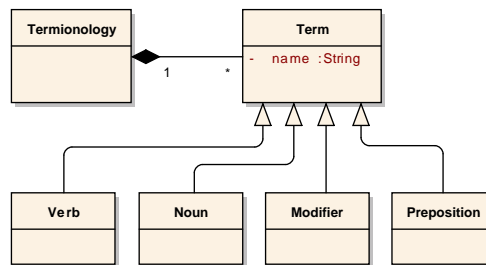 Termionology
Term
- name :String
1
*
Verb
Noun
Modifier
Preposition